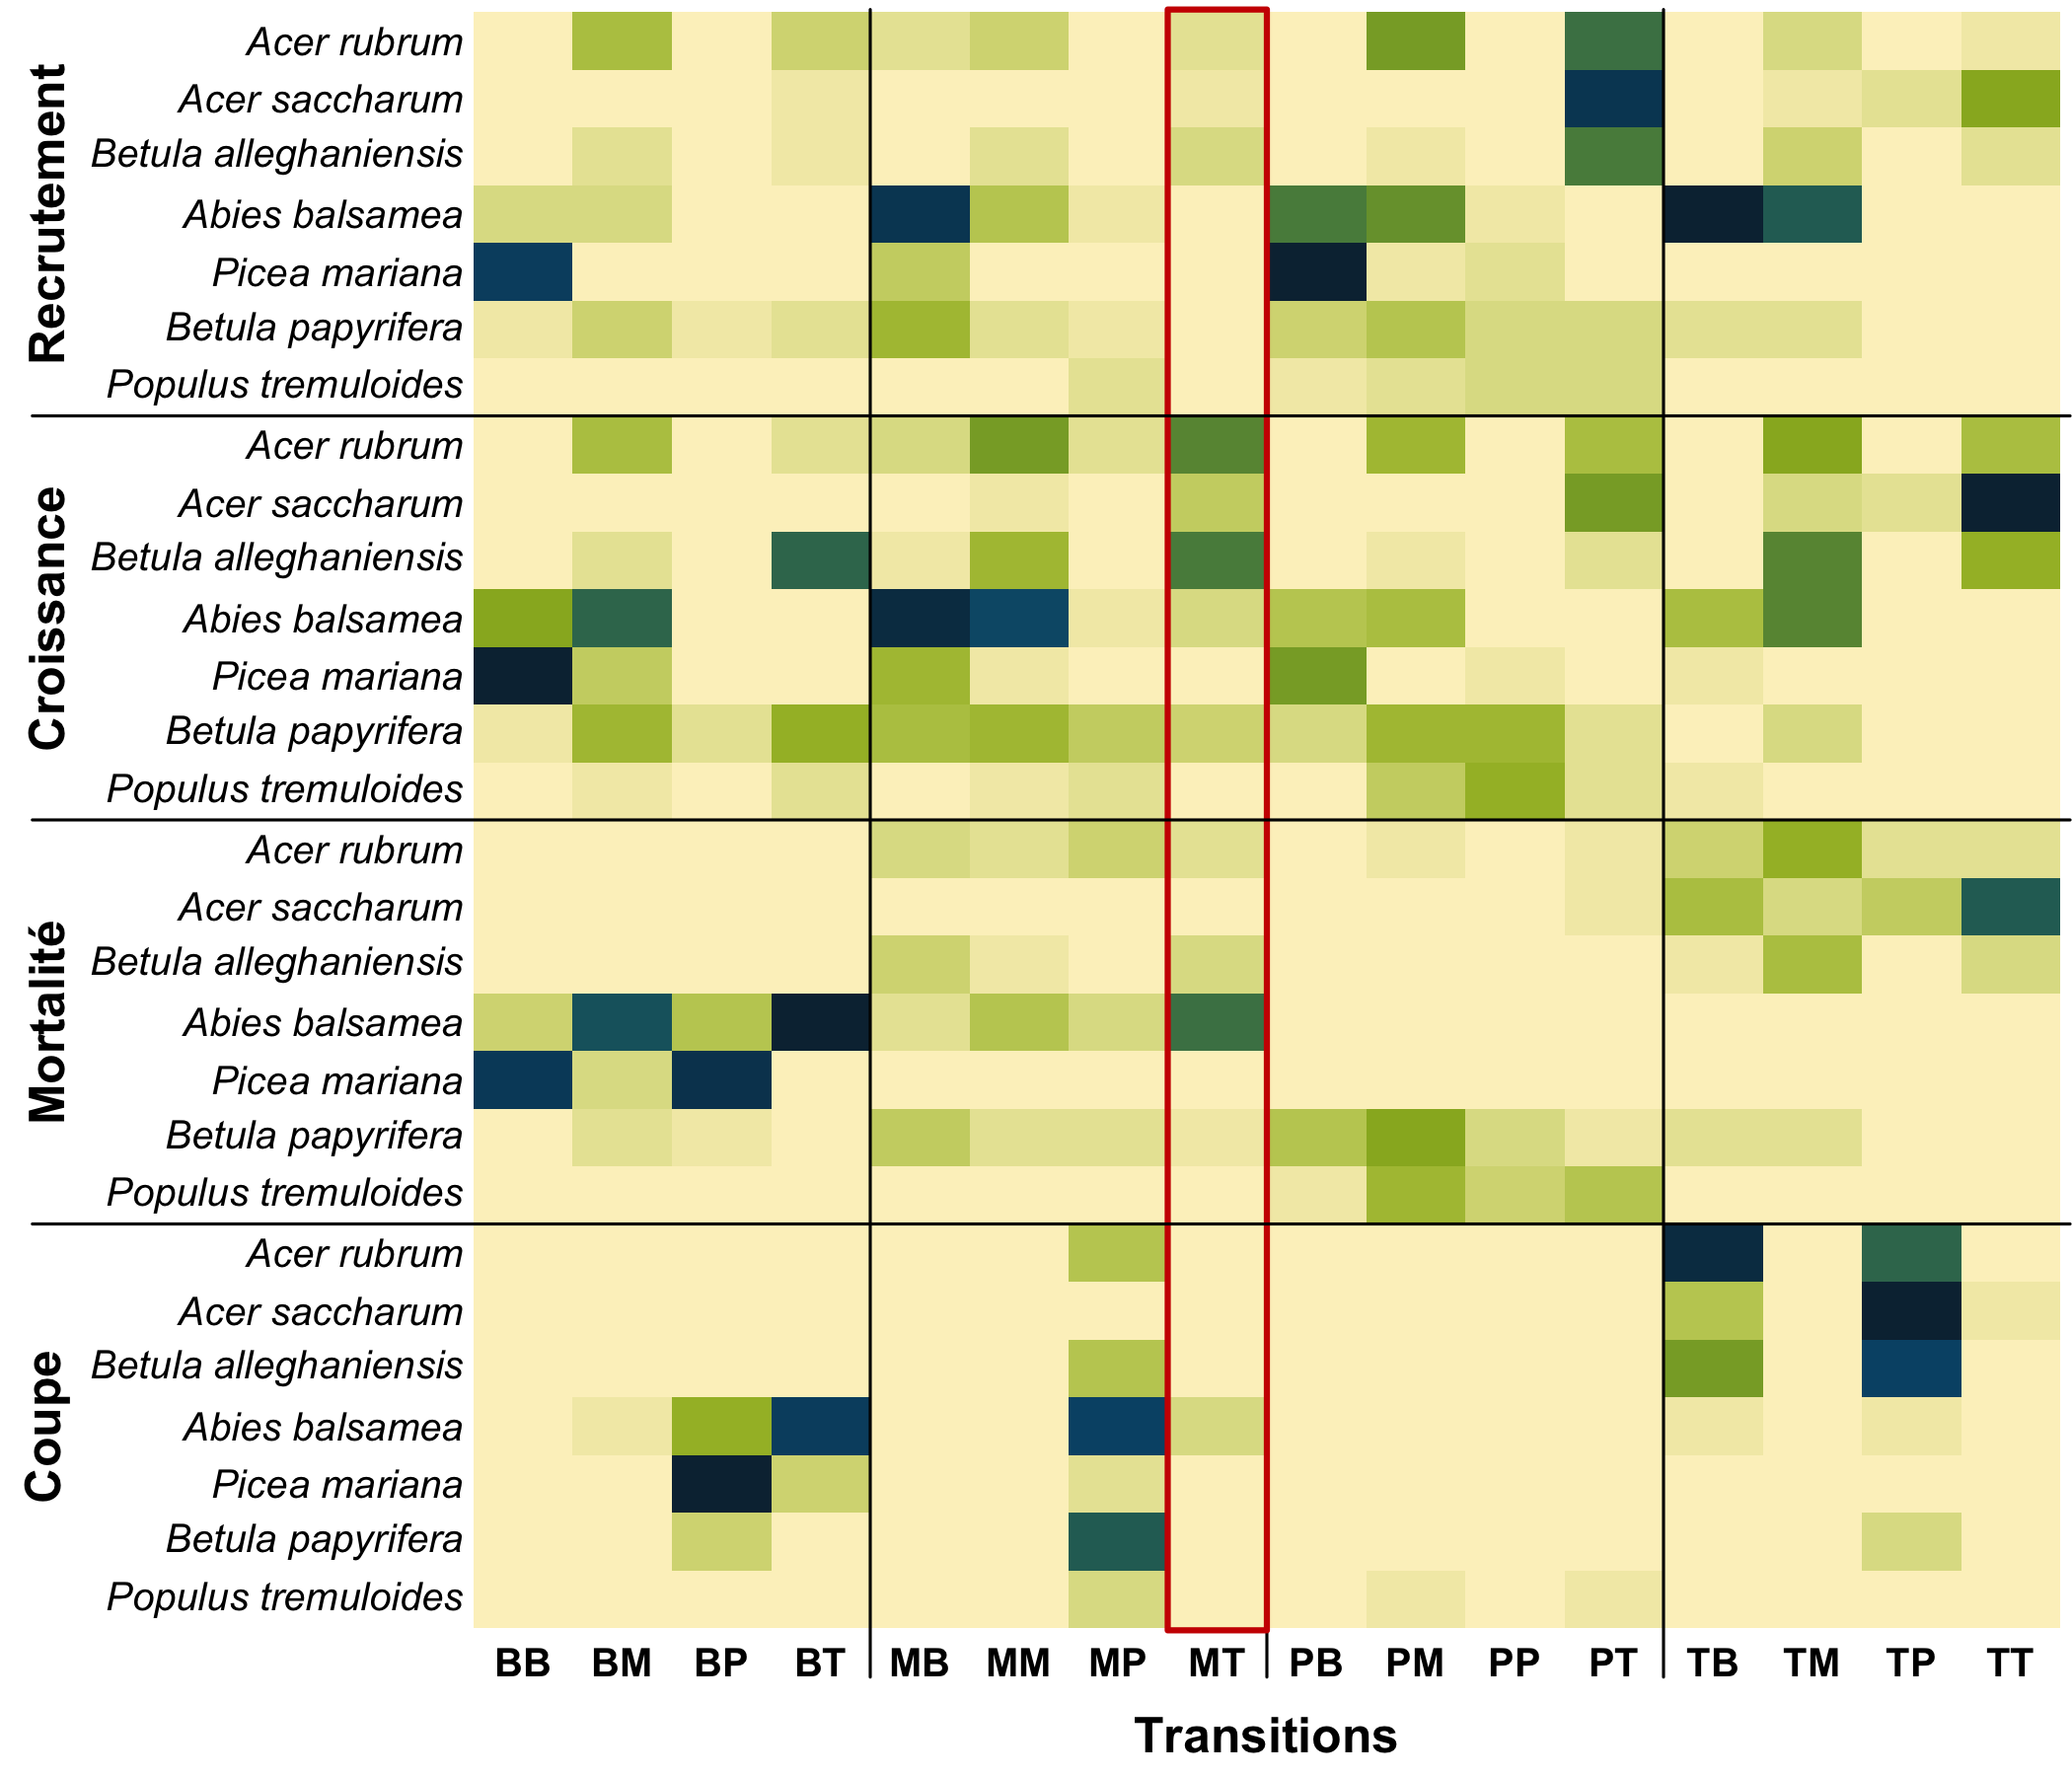 Recrutement
Acer rubrum
Acer saccharum
Betula alleghaniensis
Abies balsamea
Picea mariana
Betula papyrifera
Populus tremuloides
Croissance
Acer rubrum
Acer saccharum
Betula alleghaniensis
Abies balsamea
Picea mariana
Betula papyrifera
Populus tremuloides
Mortalité
Acer rubrum
Acer saccharum
Betula alleghaniensis
Abies balsamea
Picea mariana
Betula papyrifera
Populus tremuloides
Coupe
Acer rubrum
Acer saccharum
Betula alleghaniensis
Abies balsamea
Picea mariana
Betula papyrifera
Populus tremuloides
BB BM BP BT MB MM MP MT PB PM PP PT TB TM TP TT
Transitions